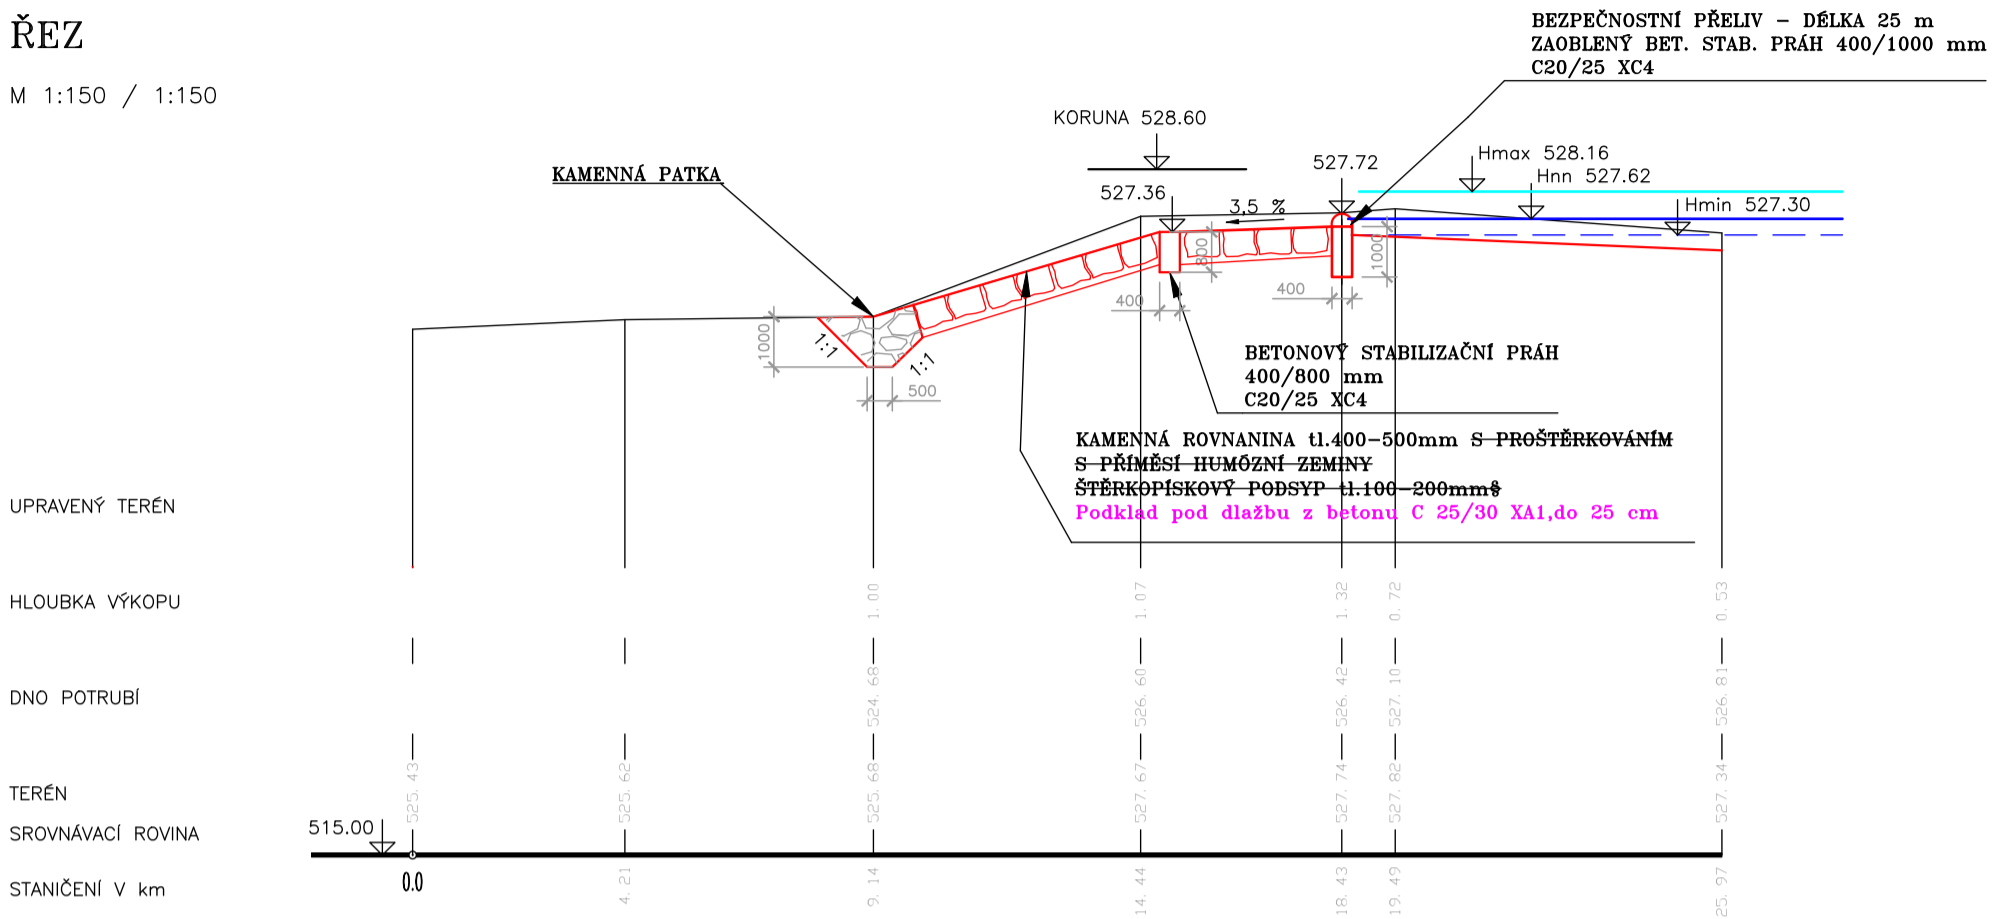 ŘEZ
M 1:150 / 1:150
BEZPEČNOSTNÍ PŘELIV - DÉLKA 25 m
ZAOBLENÝ BET. STAB. PRÁH 400/1000 mm
C20/25 XC4
KORUNA 528.60
KAMENNÁ PATKA
527.36
527.72
Hmax 528.16
Hnn 527.62
Hmin 527.30
3,5 %
800
1000
400
400
1000
1:1
1:1
500
BETONOVÝ STABILIZAČNÍ PRÁH
400/800 mm
C20/25 XC4
KAMENNÁ ROVNANINA tl.400-500mm S PROŠTĚRKOVÁNÍM
S PŘÍMĚSÍ HUMÓZNÍ ZEMINY
ŠTĚRKOPÍSKOVÝ PODSYP tl.100-200mm§
Podklad pod dlažbu z betonu C 25/30 XA1,do 25 cm
UPRAVENÝ TERÉN
HLOUBKA VÝKOPU
1.00
1.07
1.32
0.72
0.53
DNO POTRUBÍ
524.68
526.60
526.42
527.10
526.81
TERÉN
525.43
525.62
525.68
527.67
527.74
527.82
527.34
SROVNÁVACÍ ROVINA
515.00
STANIČENÍ V km
0.0
4.21
9.14
14.44
18.43
19.49
25.97